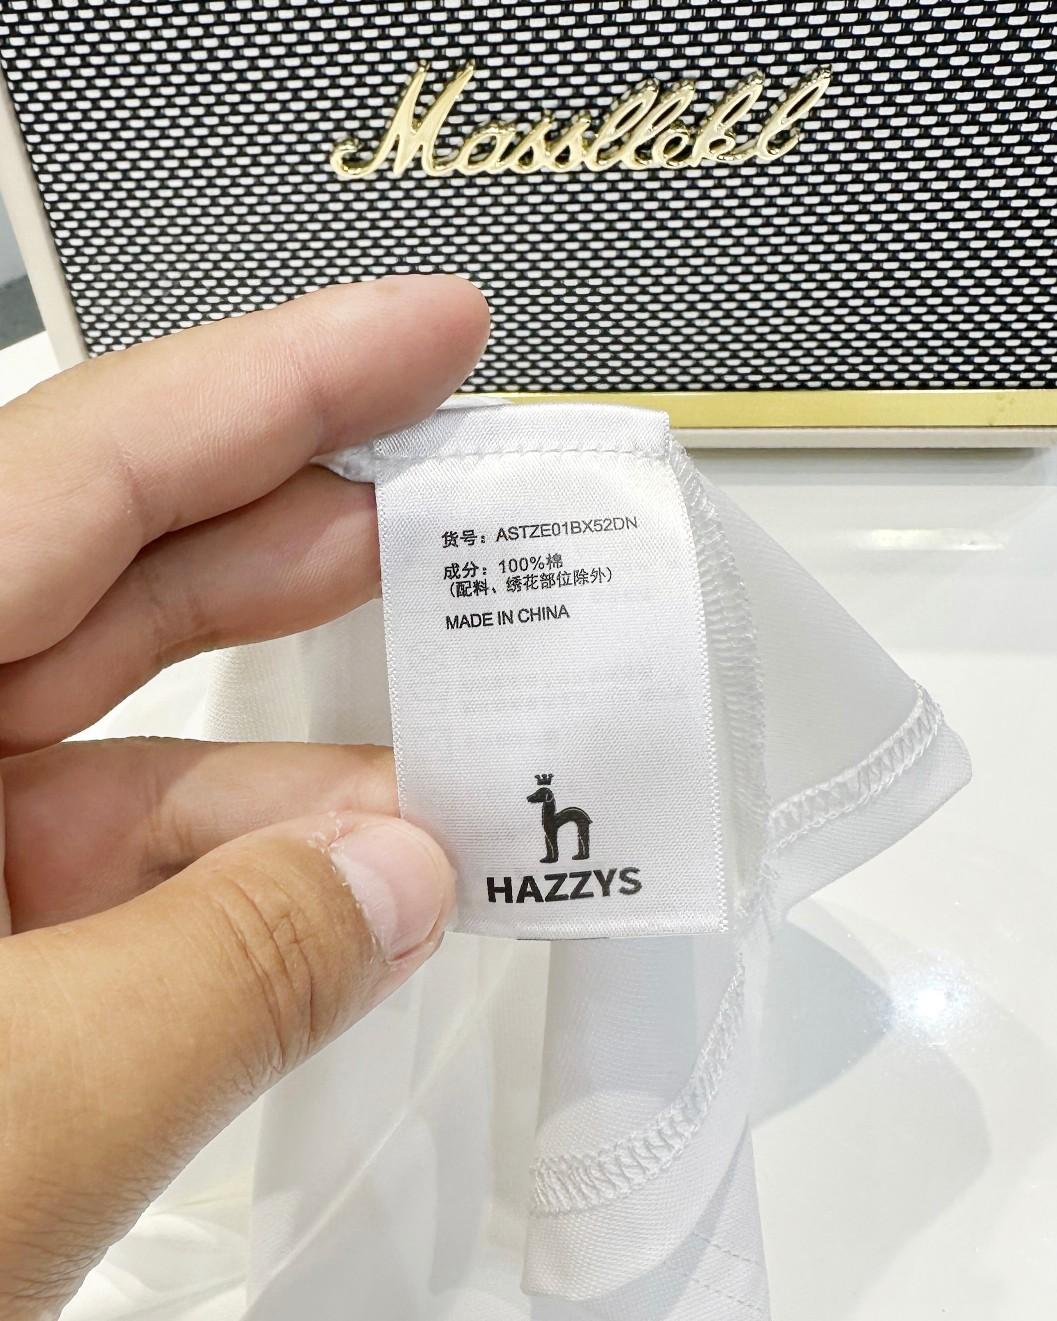 Massllekl
货号：ASTZE01BX52DN
成分：100%棉
（配料、绣花部位除外）
MADE IN CHINA
HAZZYS